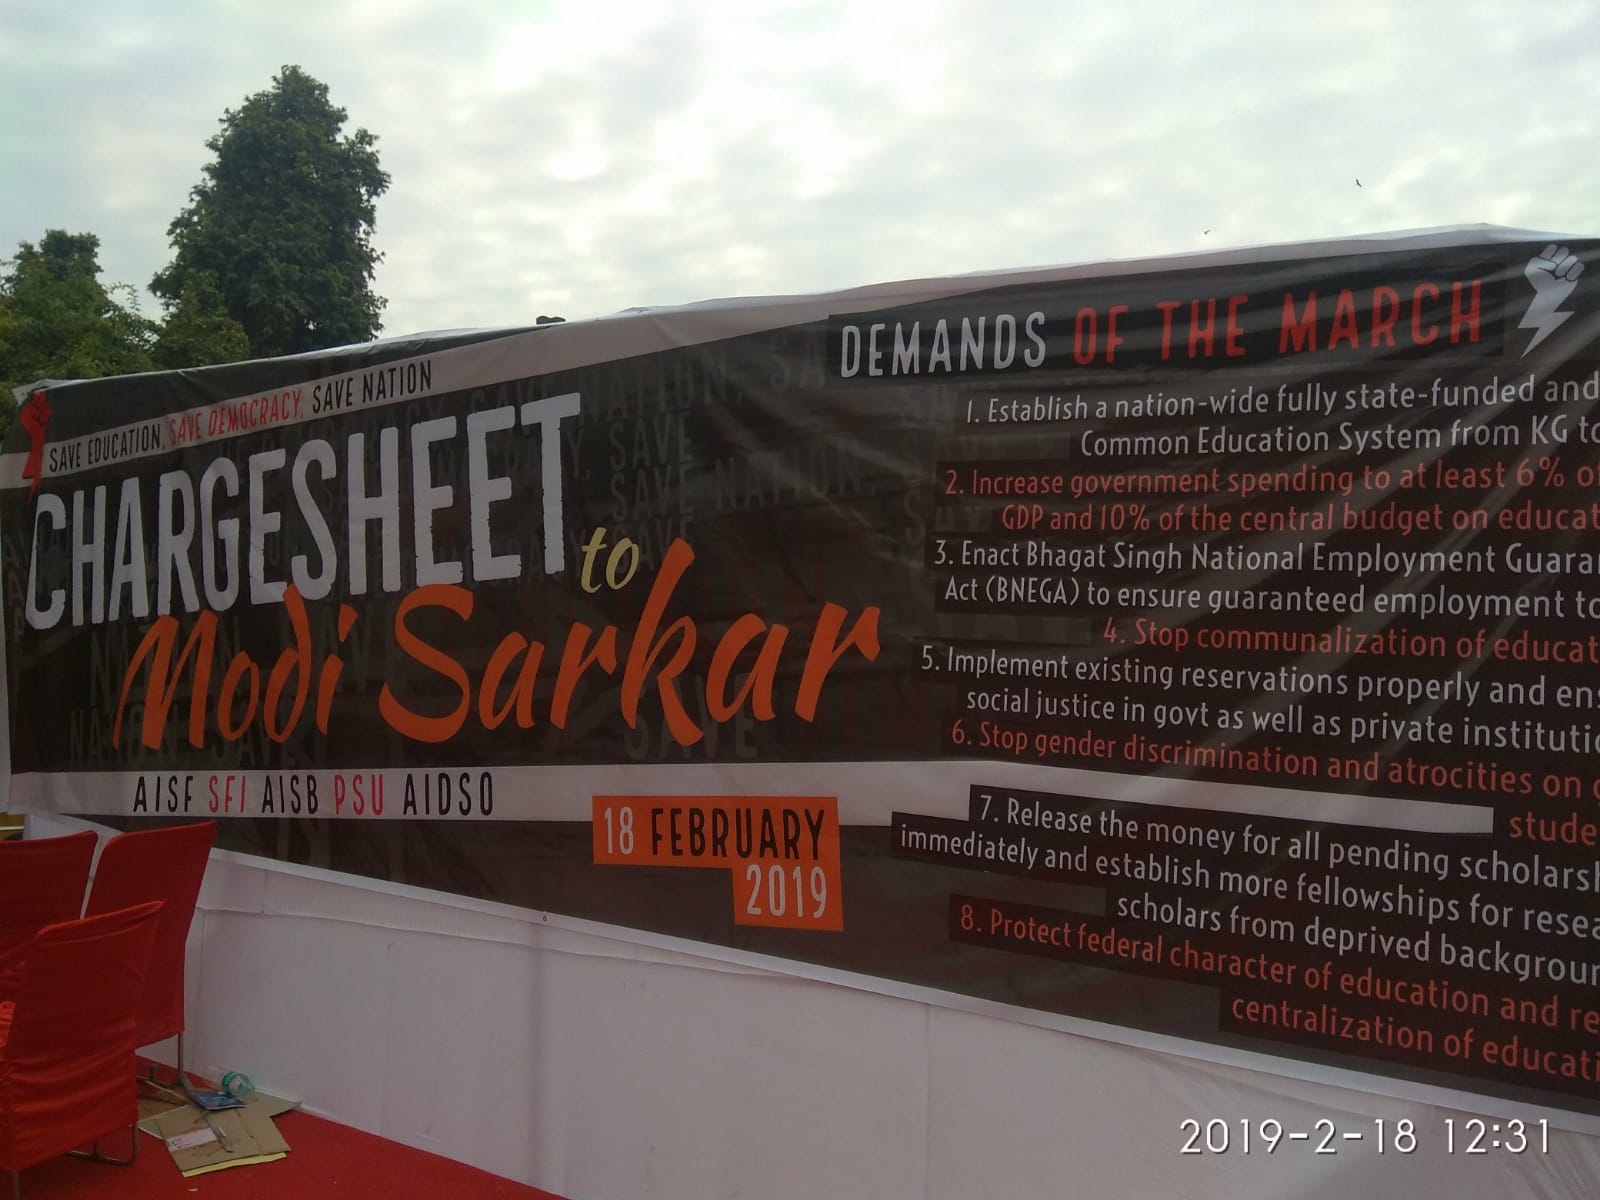 SAVE EDUCATION, SAVE DEMOCRACY, SAVE NATION
CHARGESHEET
to
Modi Sarkar
AISF SFI AISB PSU AIDSO
18 FEBRUARY
2019
DEMANDS OF THE MARCH
1. Establish a nation-wide fully state-funded and
Common Education System from KG to
2. Increase government spending to at least 6% of
GDP and 10% of the central budget on educat
3. Enact Bhagat Singh National Employment Guaran
Act (BNEGA) to ensure guaranteed employment to
4. Stop communalization of educat
5. Implement existing reservations properly and ens
social justice in govt as well as private institutio
6. Stop gender discrimination and atrocities on
stude
7. Release the money for all pending scholarsh
immediately and establish more fellowships for resea
scholars from deprived backgroun
8. Protect federal character of education and re
centralization of educati
2019-2-18 12:31